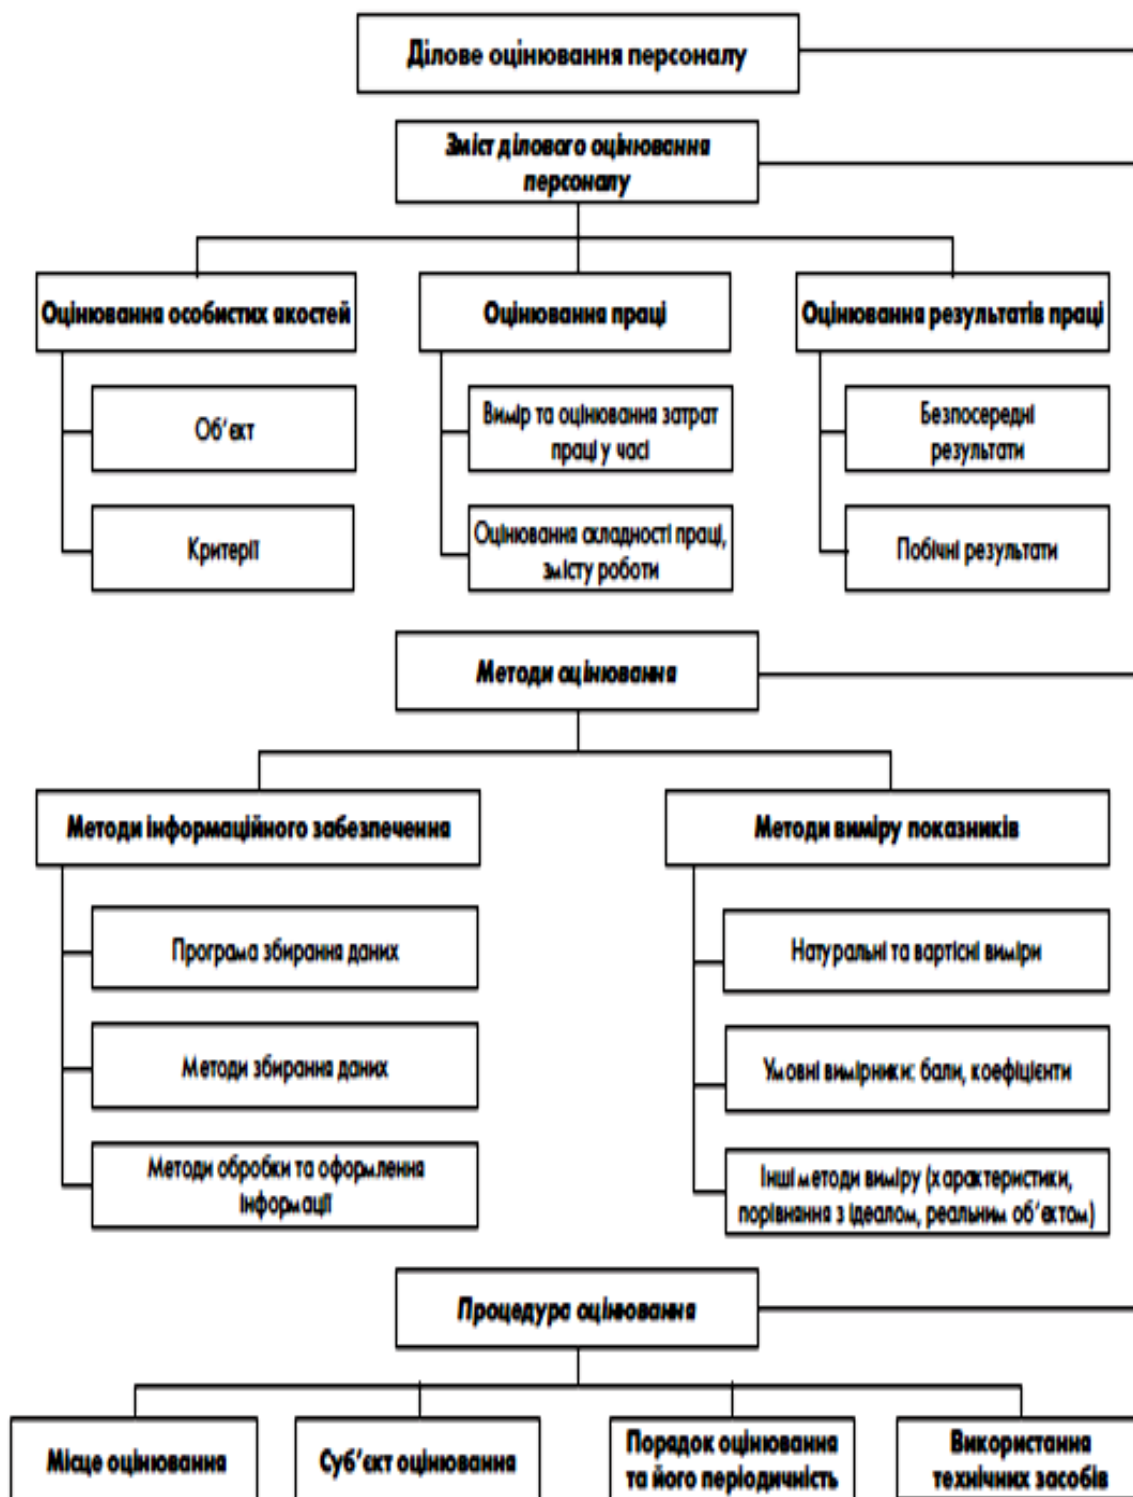 Ділове оцінювання персоналу
Зміст ділового оцінювання
персоналу
Оцінювання особистих якостей
Оцінювання праці
Оцінювання результатів праці
Об'єкт
Вимір та оцінювання затрат
праці у часі
Безпосередні
результати
Критерії
Оцінювання складності праці,
змісту роботи
Побічні результати
Методи оцінювання
Методи інформаційного забезпечення
Методи виміру показників
Програма збирання даних
Натуральні та вартісні виміри
Методи збирання даних
Умовні вимірники: бали, коефіцієнти
Методи обробки та оформлення
інформації
Інші методи виміру (характеристики,
порівняння з ідеалом, реальним об'єктом)
Процедура оцінювання
Місце оцінювання
Суб'єкт оцінювання
Порядок оцінювання
та його періодичність
Використання
технічних засобів